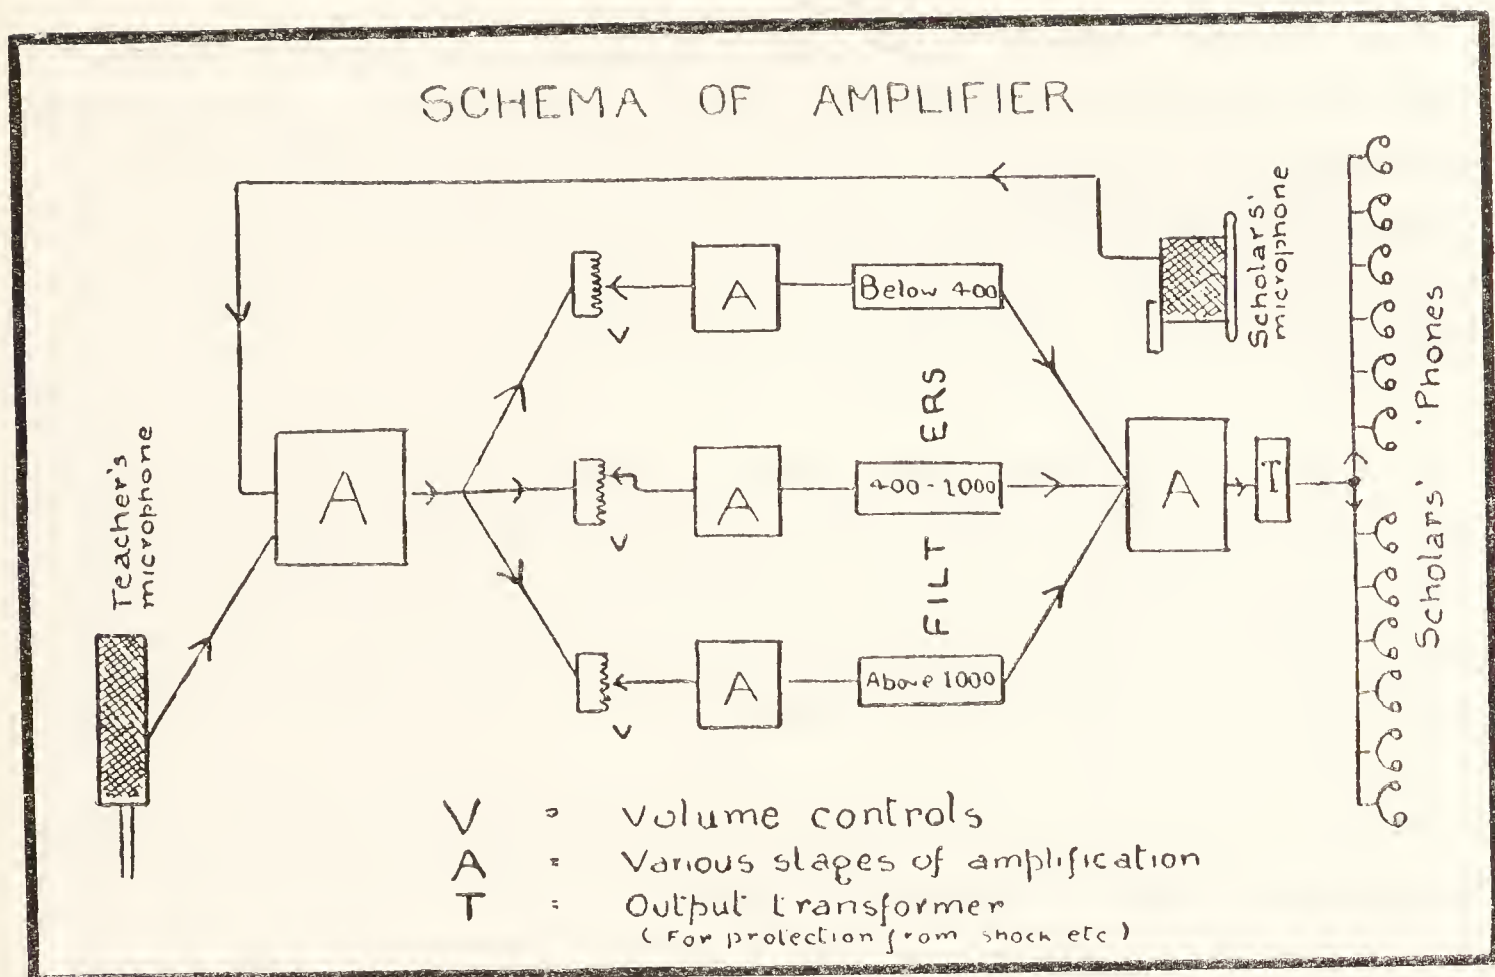 SCHEMA OF AMPLIFIER
Scholars'
microphone
Below 400
A
V
Teacher's
microphone
A
V
A
400-1000
FILTERS
A
T
Scholars' 'Phones
V
A
Above 1000
V = Volume controls
A = Various stages of amplification
T = Output transformer
(For protection from shock etc)